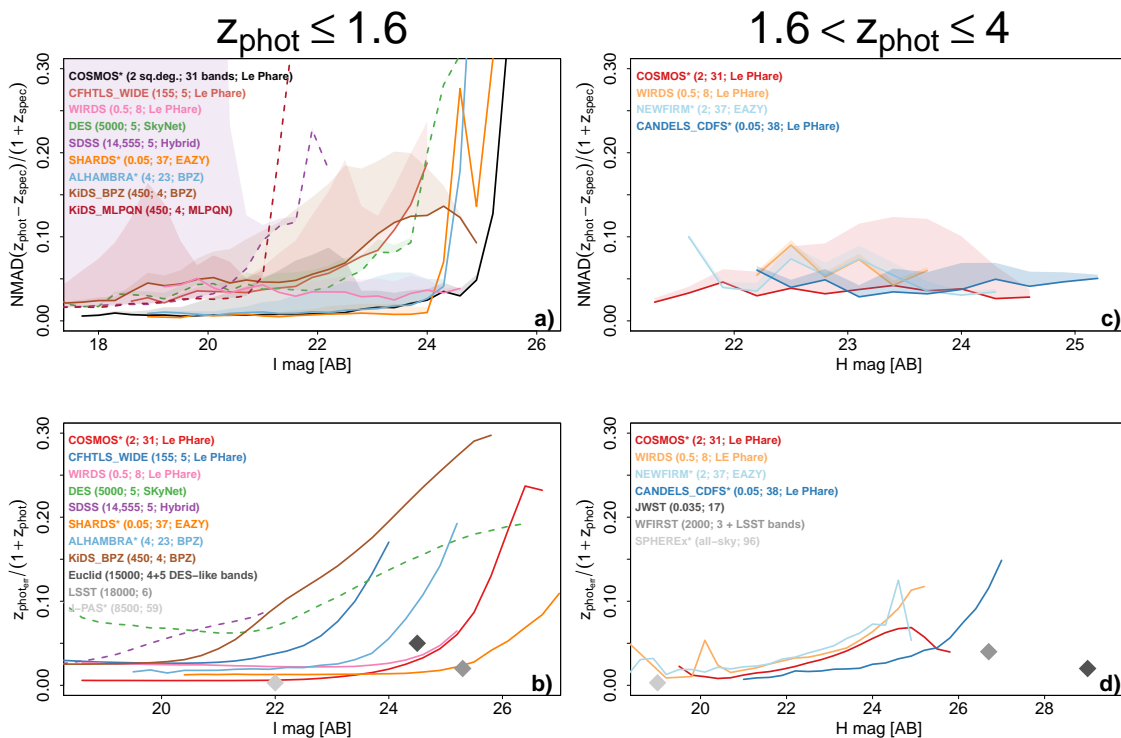 z_phot ≤ 1.6
1.6 < z_phot ≤ 4
NMAD(z_phot − z_spec) / (1 + z_spec)
0.30
0.20
0.10
0.00
COSMOS* (2 sq.deg.; 31 bands; Le Phare)
CFHTLS_WIDE (155; 5; Le Phare)
WIRDS (0.5; 8; Le PHare)
DES (5000; 5; SkyNet)
SDSS (14,555; 5; Hybrid)
SHARDS* (0.05; 37; EAZY)
ALHAMBRA* (4; 23; BPZ)
KiDS_BPZ (450; 4; BPZ)
KiDS_MLPQN (450; 4; MLPQN)
a)
18 20 22 24 26
I mag [AB]
NMAD(z_phot − z_spec) / (1 + z_spec)
0.30
0.20
0.10
0.00
COSMOS* (2; 31; Le PHare)
WIRDS (0.5; 8; Le PHare)
NEWFIRM* (2; 37; EAZY)
CANDELS_CDFS* (0.05; 38; Le PHare)
c)
22 23 24 25
H mag [AB]
z_phot_err / (1 + z_phot)
0.30
0.20
0.10
0.00
COSMOS* (2; 31; Le PHare)
CFHTLS_WIDE (155; 5; Le PHare)
WIRDS (0.5; 8; Le PHare)
DES (5000; 5; SKyNet)
SDSS (14,555; 5; Hybrid)
SHARDS* (0.05; 37; EAZY)
ALHAMBRA* (4; 23; BPZ)
KiDS_BPZ (450; 4; BPZ)
Euclid (15000; 4+5 DES−like bands)
LSST (18000; 6)
J−PAS* (8500; 59)
b)
20 22 24 26
I mag [AB]
z_phot_err / (1 + z_phot)
0.30
0.20
0.10
0.00
COSMOS* (2; 31; Le PHare)
WIRDS (0.5; 8; LE Phare)
NEWFIRM* (2; 37; EAZY)
CANDELS_CDFS* (0.05; 38; Le PHare)
JWST (0.035; 17)
WFIRST (2000; 3 + LSST bands)
SPHEREx* (all−sky; 96)
d)
20 22 24 26 28
H mag [AB]